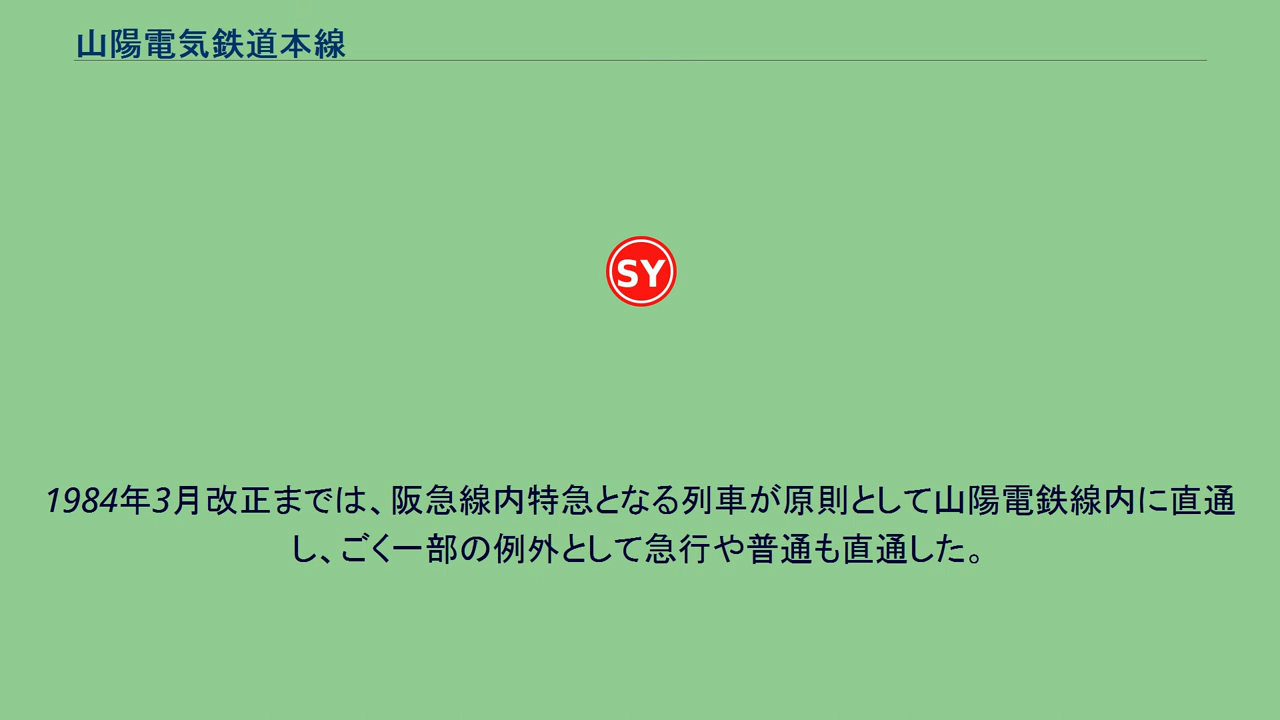 山陽電気鉄道本線
SY
1984年3月改正までは、阪急線内特急となる列車が原則として山陽電鉄線内に直通
し、ごく一部の例外として急行や普通も直通した。